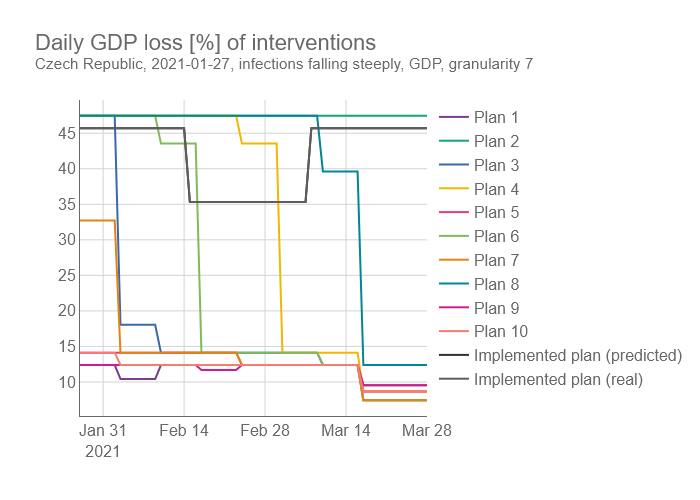 Daily GDP loss [%] of interventions
Czech Republic, 2021-01-27, infections falling steeply, GDP, granularity 7
45
40
35
30
25
20
15
10
Jan 31
2021
Feb 14
Feb 28
Mar 14
Mar 28
Plan 1
Plan 2
Plan 3
Plan 4
Plan 5
Plan 6
Plan 7
Plan 8
Plan 9
Plan 10
Implemented plan (predicted)
Implemented plan (real)